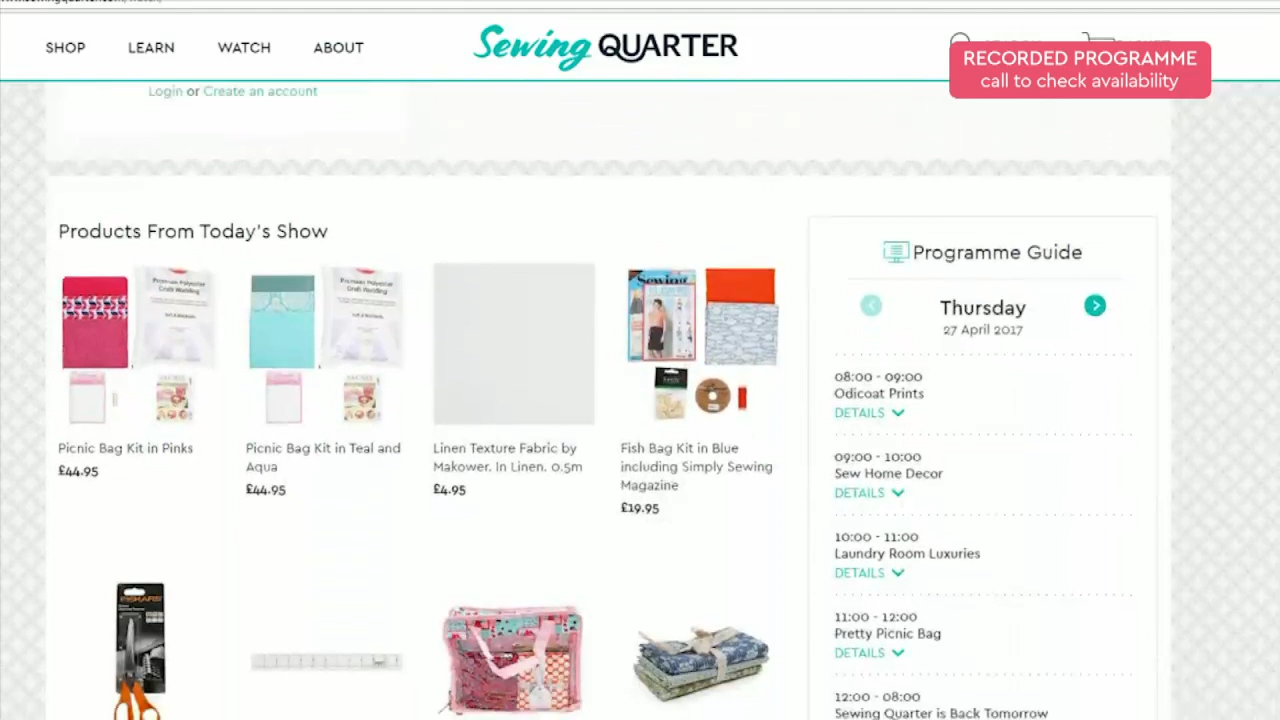 SHOP
LEARN
WATCH
ABOUT
Sewing QUARTER
RECORDED PROGRAMME
call to check availability
Login or Create an account
Products From Today's Show
Picnic Bag Kit in Pinks
£44.95
Picnic Bag Kit in Teal and
Aqua
£44.95
Linen Texture Fabric by
Makower. In Linen. 0.5m
£4.95
Sewing
Fish Bag Kit in Blue
including Simply Sewing
Magazine
£19.95
FISKARS
Programme Guide
Thursday
27 April 2017
08:00 - 09:00
Odicoat Prints
DETAILS
09:00 - 10:00
Sew Home Decor
DETAILS
10:00 - 11:00
Laundry Room Luxuries
DETAILS
11:00 - 12:00
Pretty Picnic Bag
DETAILS
12:00 - 08:00
Sewing Quarter is Back Tomorrow